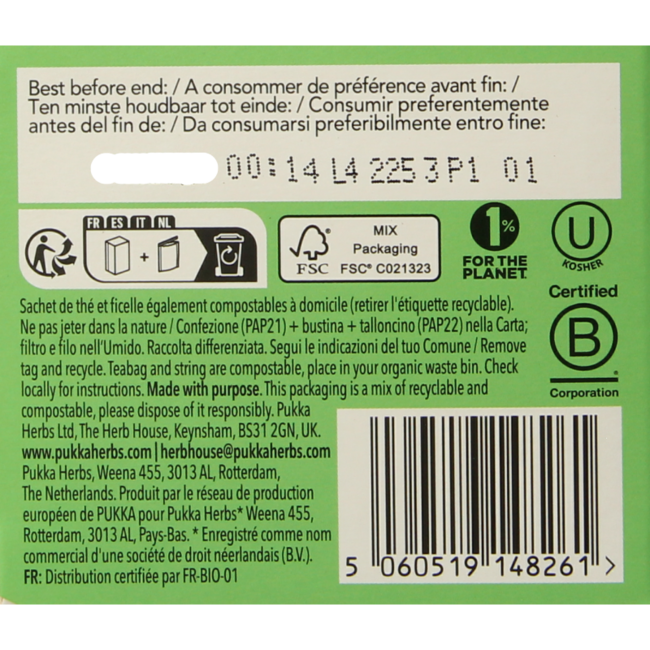 Best before end: / A consommer de préférence avant fin: /
Ten minste houdbaar tot einde: / Consumir preferentemente
antes del fin de: / Da consumarsi preferibilmente entro fine:
00:14 L4 2253 P1 01
FR ES IT NL
+
FSC
MIX
Packaging
FSC® C021323
1%
FOR THE
PLANET
U
KOSHER
Sachet de thé et ficelle également compostables à domicile (retirer l'étiquette recyclable).
Ne pas jeter dans la nature / Confezione (PAP21) + bustina + talloncino (PAP22) nella Carta;
filtro e filo nell'Umido. Raccolta differenziata. Segui le indicazioni del tuo Comune / Remove
tag and recycle. Teabag and string are compostable, place in your organic waste bin. Check
locally for instructions. Made with purpose. This packaging is a mix of recyclable and
compostable, please dispose of it responsibly. Pukka
Herbs Ltd, The Herb House, Keynsham, BS31 2GN, UK.
www.pukkaherbs.com | herbhouse@pukkaherbs.com
Pukka Herbs, Weena 455, 3013 AL, Rotterdam,
The Netherlands. Produit par le réseau de production
européen de PUKKA pour Pukka Herbs* Weena 455,
Rotterdam, 3013 AL, Pays-Bas. * Enregistré comme nom
commercial d'une société de droit néerlandais (B.V.).
FR: Distribution certifiée par FR-BIO-01
Certified
B
®
Corporation
5 060519 148261 >